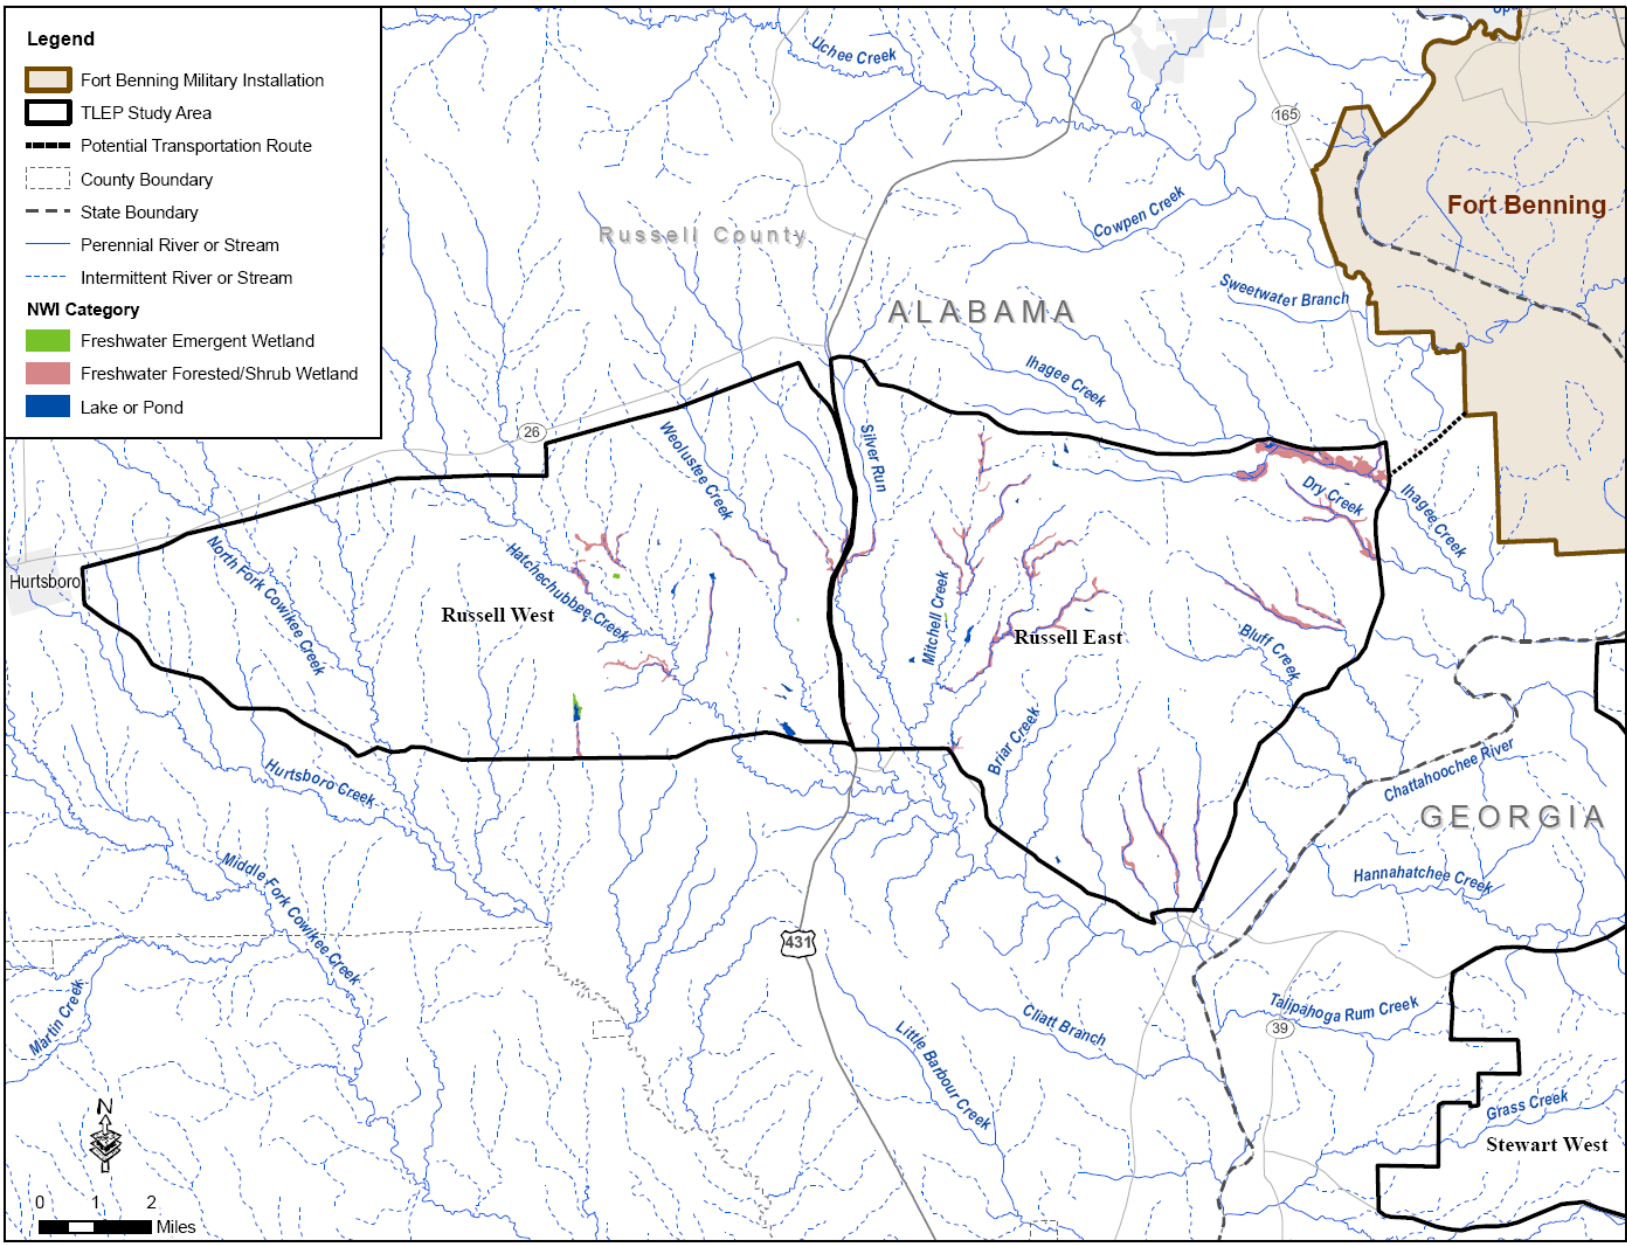 Legend
Fort Benning Military Installation
TLEP Study Area
Potential Transportation Route
County Boundary
State Boundary
Perennial River or Stream
Intermittent River or Stream
NWI Category
Freshwater Emergent Wetland
Freshwater Forested/Shrub Wetland
Lake or Pond
Uchee Creek
165
Fort Benning
Cowpen Creek
Russell County
Sweetwater Branch
ALABAMA
Ihagee Creek
26
Weolustee Creek
Silver Run
Dry Creek
Ihagee Creek
North Fork Cowikee Creek
Hatchechubbee Creek
Hurtsboro
Russell West
Mitchell Creek
Russell East
Bluff Creek
Briar Creek
Chattahoochee River
Hurtsboro Creek
GEORGIA
Middle Fork Cowikee Creek
Hannahatchee Creek
431
Martin Creek
Talipahoga Rum Creek
39
Cliatt Branch
Little Barbour Creek
Grass Creek
Stewart West
N
0 1 2
Miles